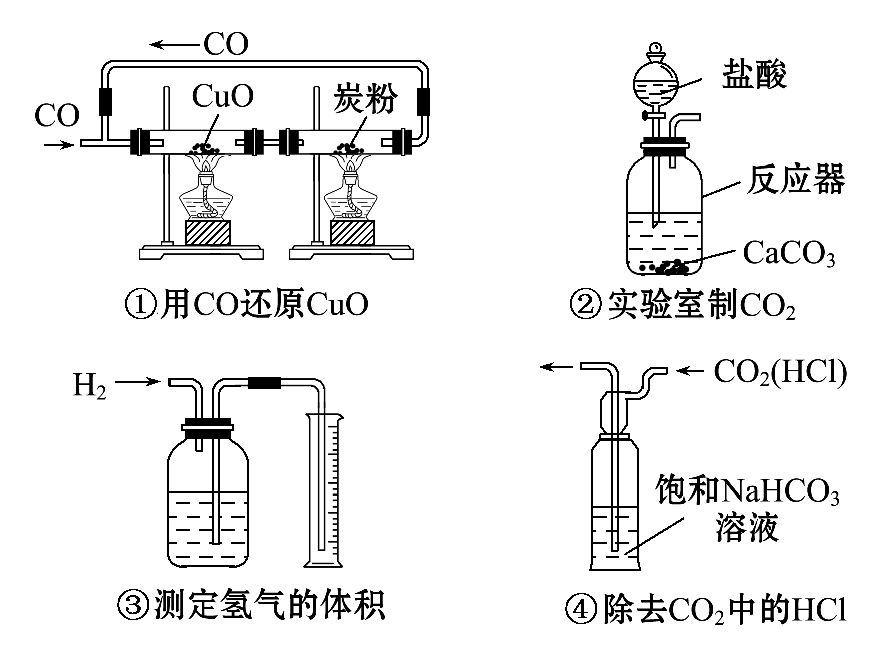 CO
CuO
炭粉
CO
①用CO还原CuO
盐酸
反应器
CaCO₃
②实验室制CO₂
H₂
③测定氢气的体积
CO₂(HCl)
饱和NaHCO₃
溶液
④除去CO₂中的HCl